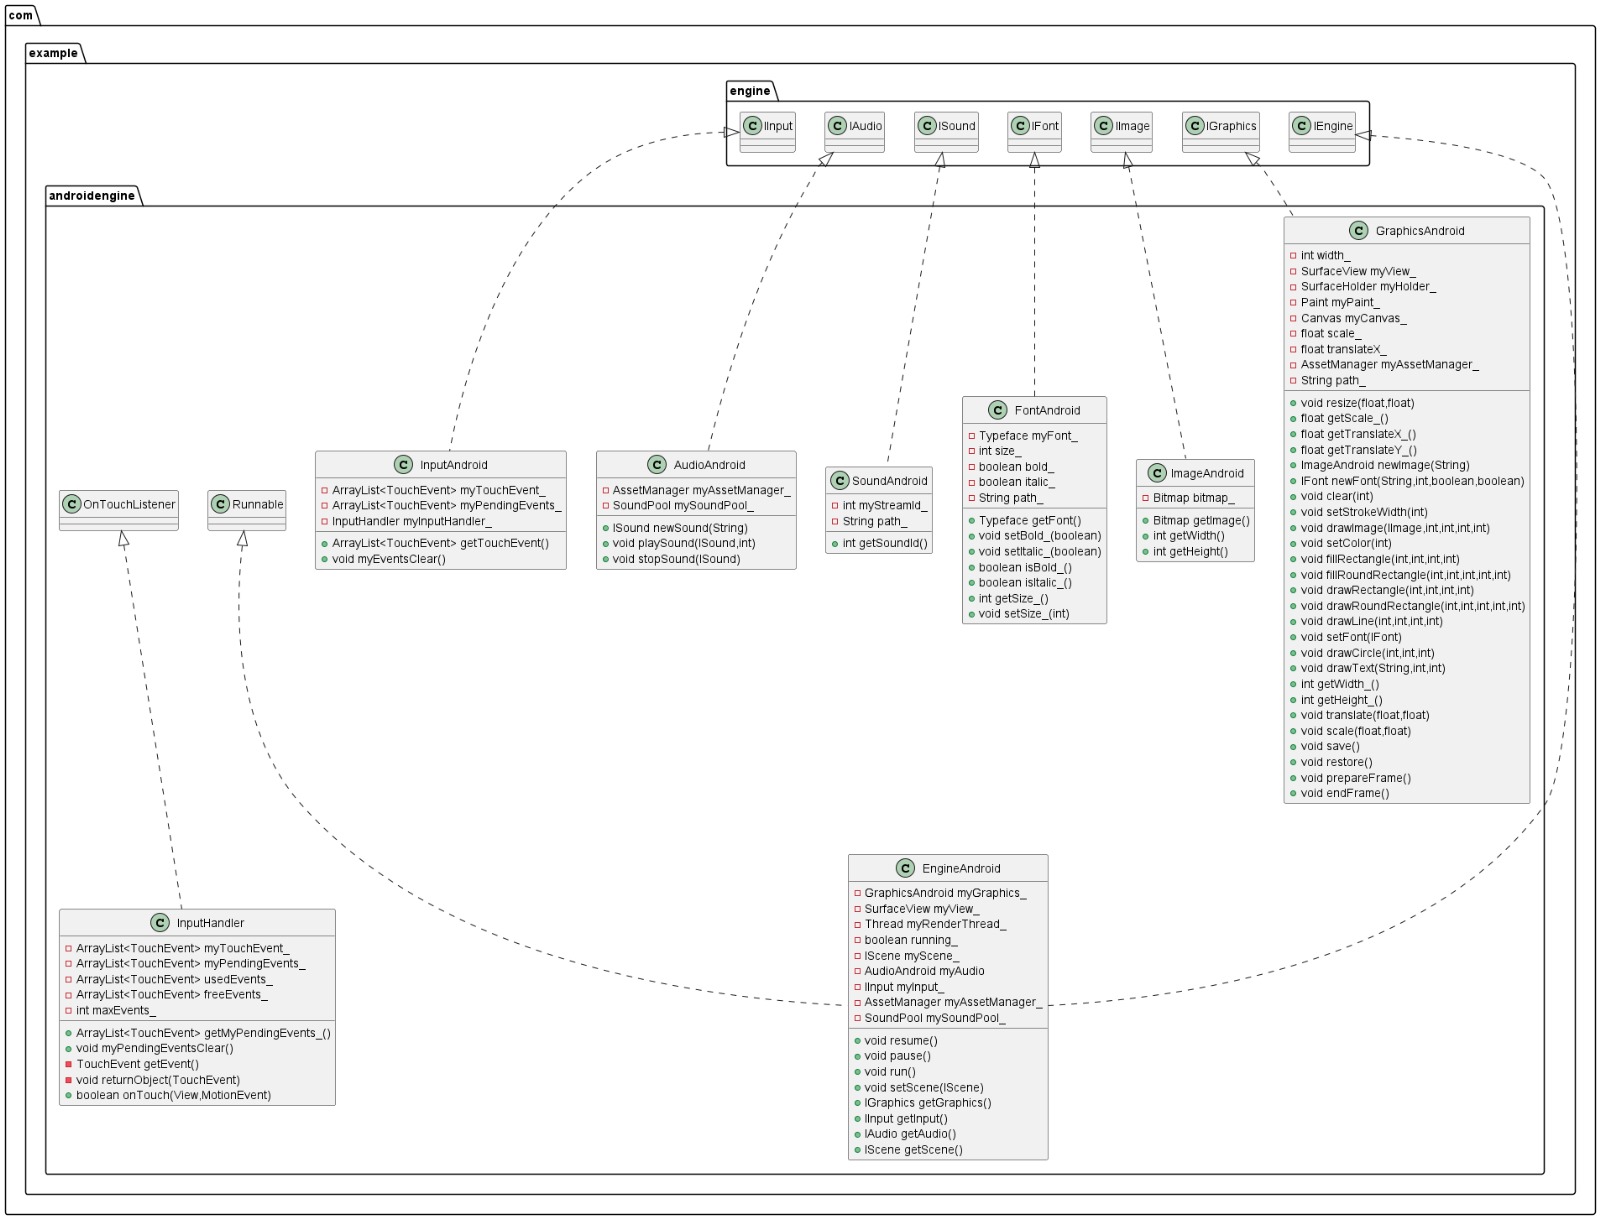 com
example
engine
IInput
IAudio
ISound
IFont
IImage
IGraphics
IEngine
androidengine
GraphicsAndroid
int width_
SurfaceView myView_
SurfaceHolder myHolder_
Paint myPaint_
Canvas myCanvas_
float scale_
float translateX_
AssetManager myAssetManager_
String path_
void resize(float,float)
float getScale_()
float getTranslateX_()
float getTranslateY_()
ImageAndroid newImage(String)
IFont newFont(String,int,boolean,boolean)
void clear(int)
void setStrokeWidth(int)
void drawImage(IImage,int,int,int,int)
void setColor(int)
void fillRectangle(int,int,int,int)
void fillRoundRectangle(int,int,int,int,int)
void drawRectangle(int,int,int,int)
void drawRoundRectangle(int,int,int,int,int)
void drawLine(int,int,int,int)
void setFont(IFont)
void drawCircle(int,int,int)
void drawText(String,int,int)
int getWidth_()
int getHeight_()
void translate(float,float)
void scale(float,float)
void save()
void restore()
void prepareFrame()
void endFrame()
FontAndroid
Typeface myFont_
int size_
boolean bold_
boolean italic_
String path_
Typeface getFont()
void setBold_(boolean)
void setItalic_(boolean)
boolean isBold_()
boolean isItalic_()
int getSize_()
void setSize_(int)
InputAndroid
ArrayList<TouchEvent> myTouchEvent_
ArrayList<TouchEvent> myPendingEvents_
InputHandler myInputHandler_
ArrayList<TouchEvent> getTouchEvent()
void myEventsClear()
AudioAndroid
AssetManager myAssetManager_
SoundPool mySoundPool_
ISound newSound(String)
void playSound(ISound,int)
void stopSound(ISound)
SoundAndroid
int myStreamId_
String path_
int getSoundId()
ImageAndroid
Bitmap bitmap_
Bitmap getImage()
int getWidth()
int getHeight()
OnTouchListener
Runnable
EngineAndroid
GraphicsAndroid myGraphics_
SurfaceView myView_
Thread myRenderThread_
boolean running_
IScene myScene_
AudioAndroid myAudio
IInput myInput_
AssetManager myAssetManager_
SoundPool mySoundPool_
void resume()
void pause()
void run()
void setScene(IScene)
IGraphics getGraphics()
IInput getInput()
IAudio getAudio()
IScene getScene()
InputHandler
ArrayList<TouchEvent> myTouchEvent_
ArrayList<TouchEvent> myPendingEvents_
ArrayList<TouchEvent> usedEvents_
ArrayList<TouchEvent> freeEvents_
int maxEvents_
ArrayList<TouchEvent> getMyPendingEvents_()
void myPendingEventsClear()
TouchEvent getEvent()
void returnObject(TouchEvent)
boolean onTouch(View,MotionEvent)